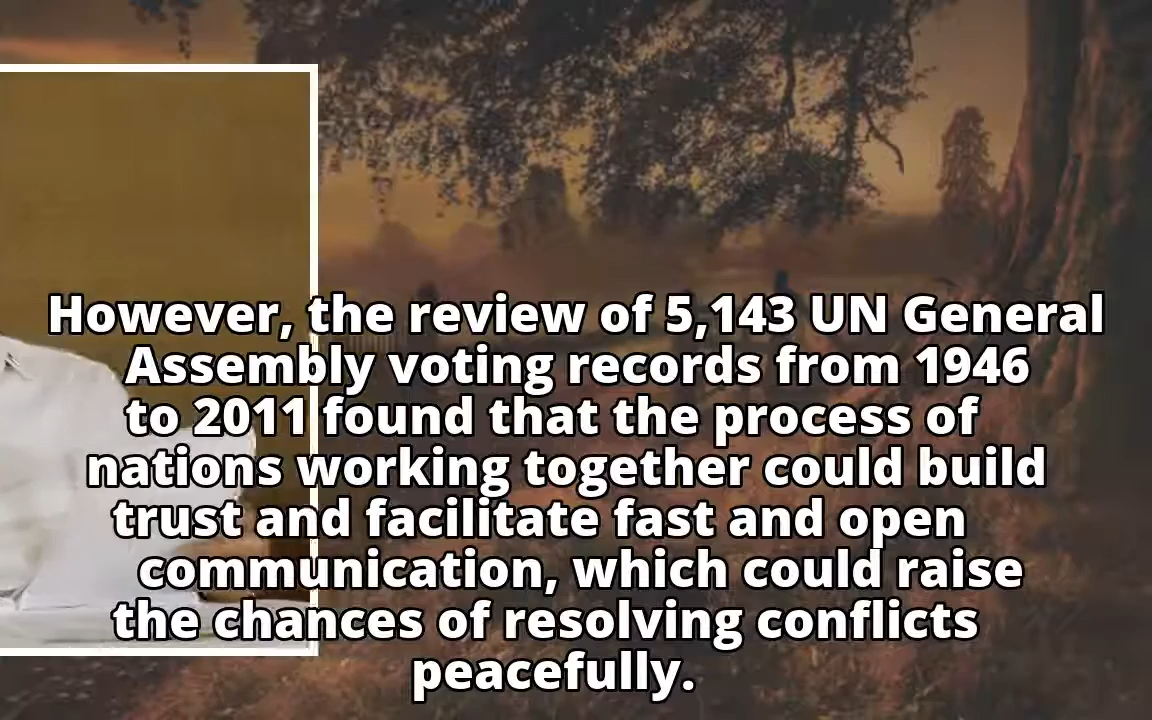 However, the review of 5,143 UN General
Assembly voting records from 1946
to 2011 found that the process of
nations working together could build
trust and facilitate fast and open
communication, which could raise
the chances of resolving conflicts
peacefully.